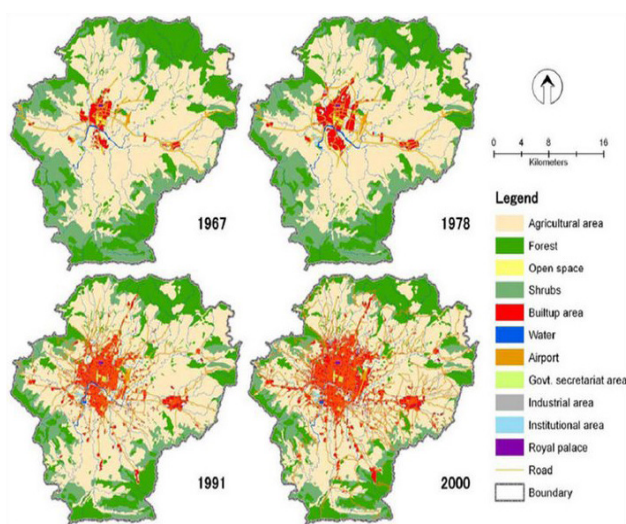 1967
1978
0 4 8 16
Kilometers
Legend
Agricultural area
Forest
Open space
Shrubs
Builtup area
Water
Airport
Govt. secretariat area
Industrial area
Institutional area
Royal palace
Road
Boundary
1991
2000